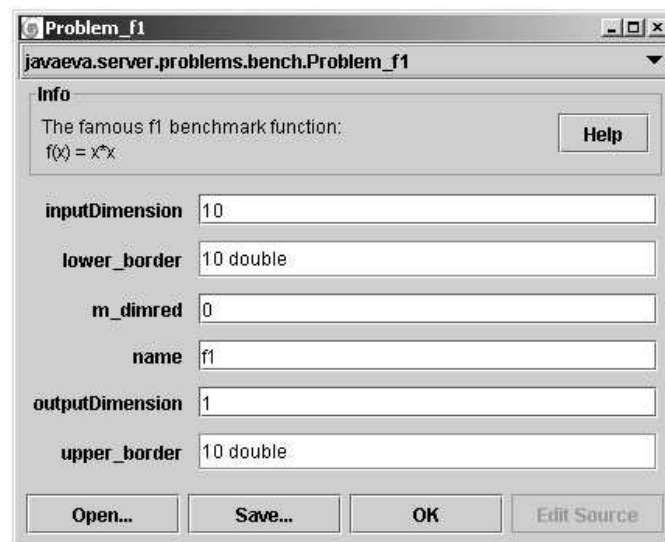 Problem_f1
javaeva.server.problems.bench.Problem_f1
Info
The famous f1 benchmark function:
f(x) = x*x
Help
inputDimension 10
lower_border 10 double
m_dimred 0
name f1
outputDimension 1
upper_border 10 double
Open... Save... OK Edit Source